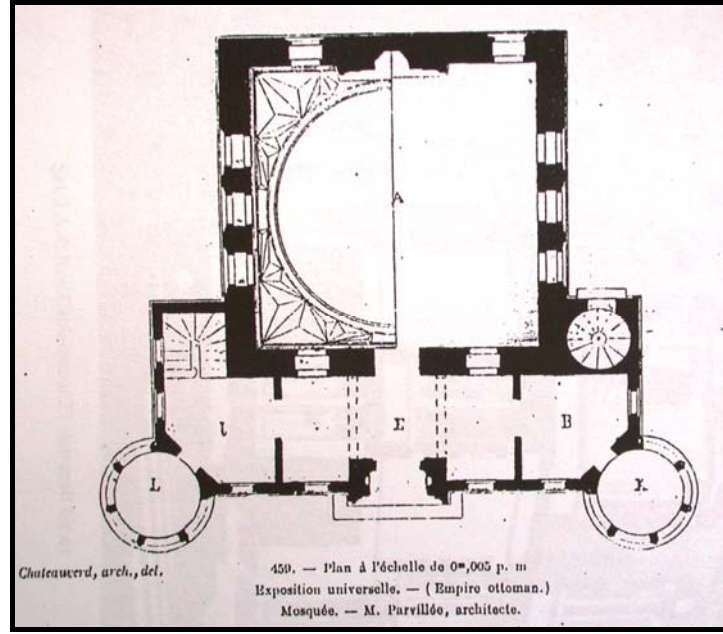 A
E
B
l
L
K
Chateauverd, arch., del.
459. — Plan à l'échelle de 0m,005 p. m
Exposition universelle. — (Empire ottoman.)
Mosquée. — M. Parvillée, architecte.